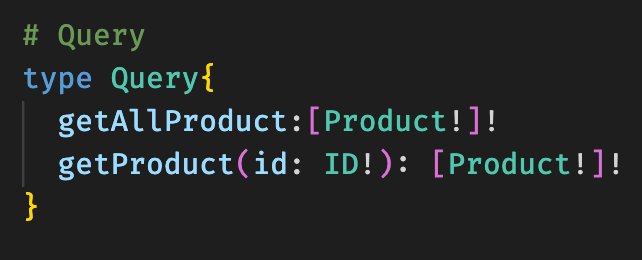 # Query
type Query{
getAllProduct:[Product!]!
getProduct(id: ID!): [Product!]!
}